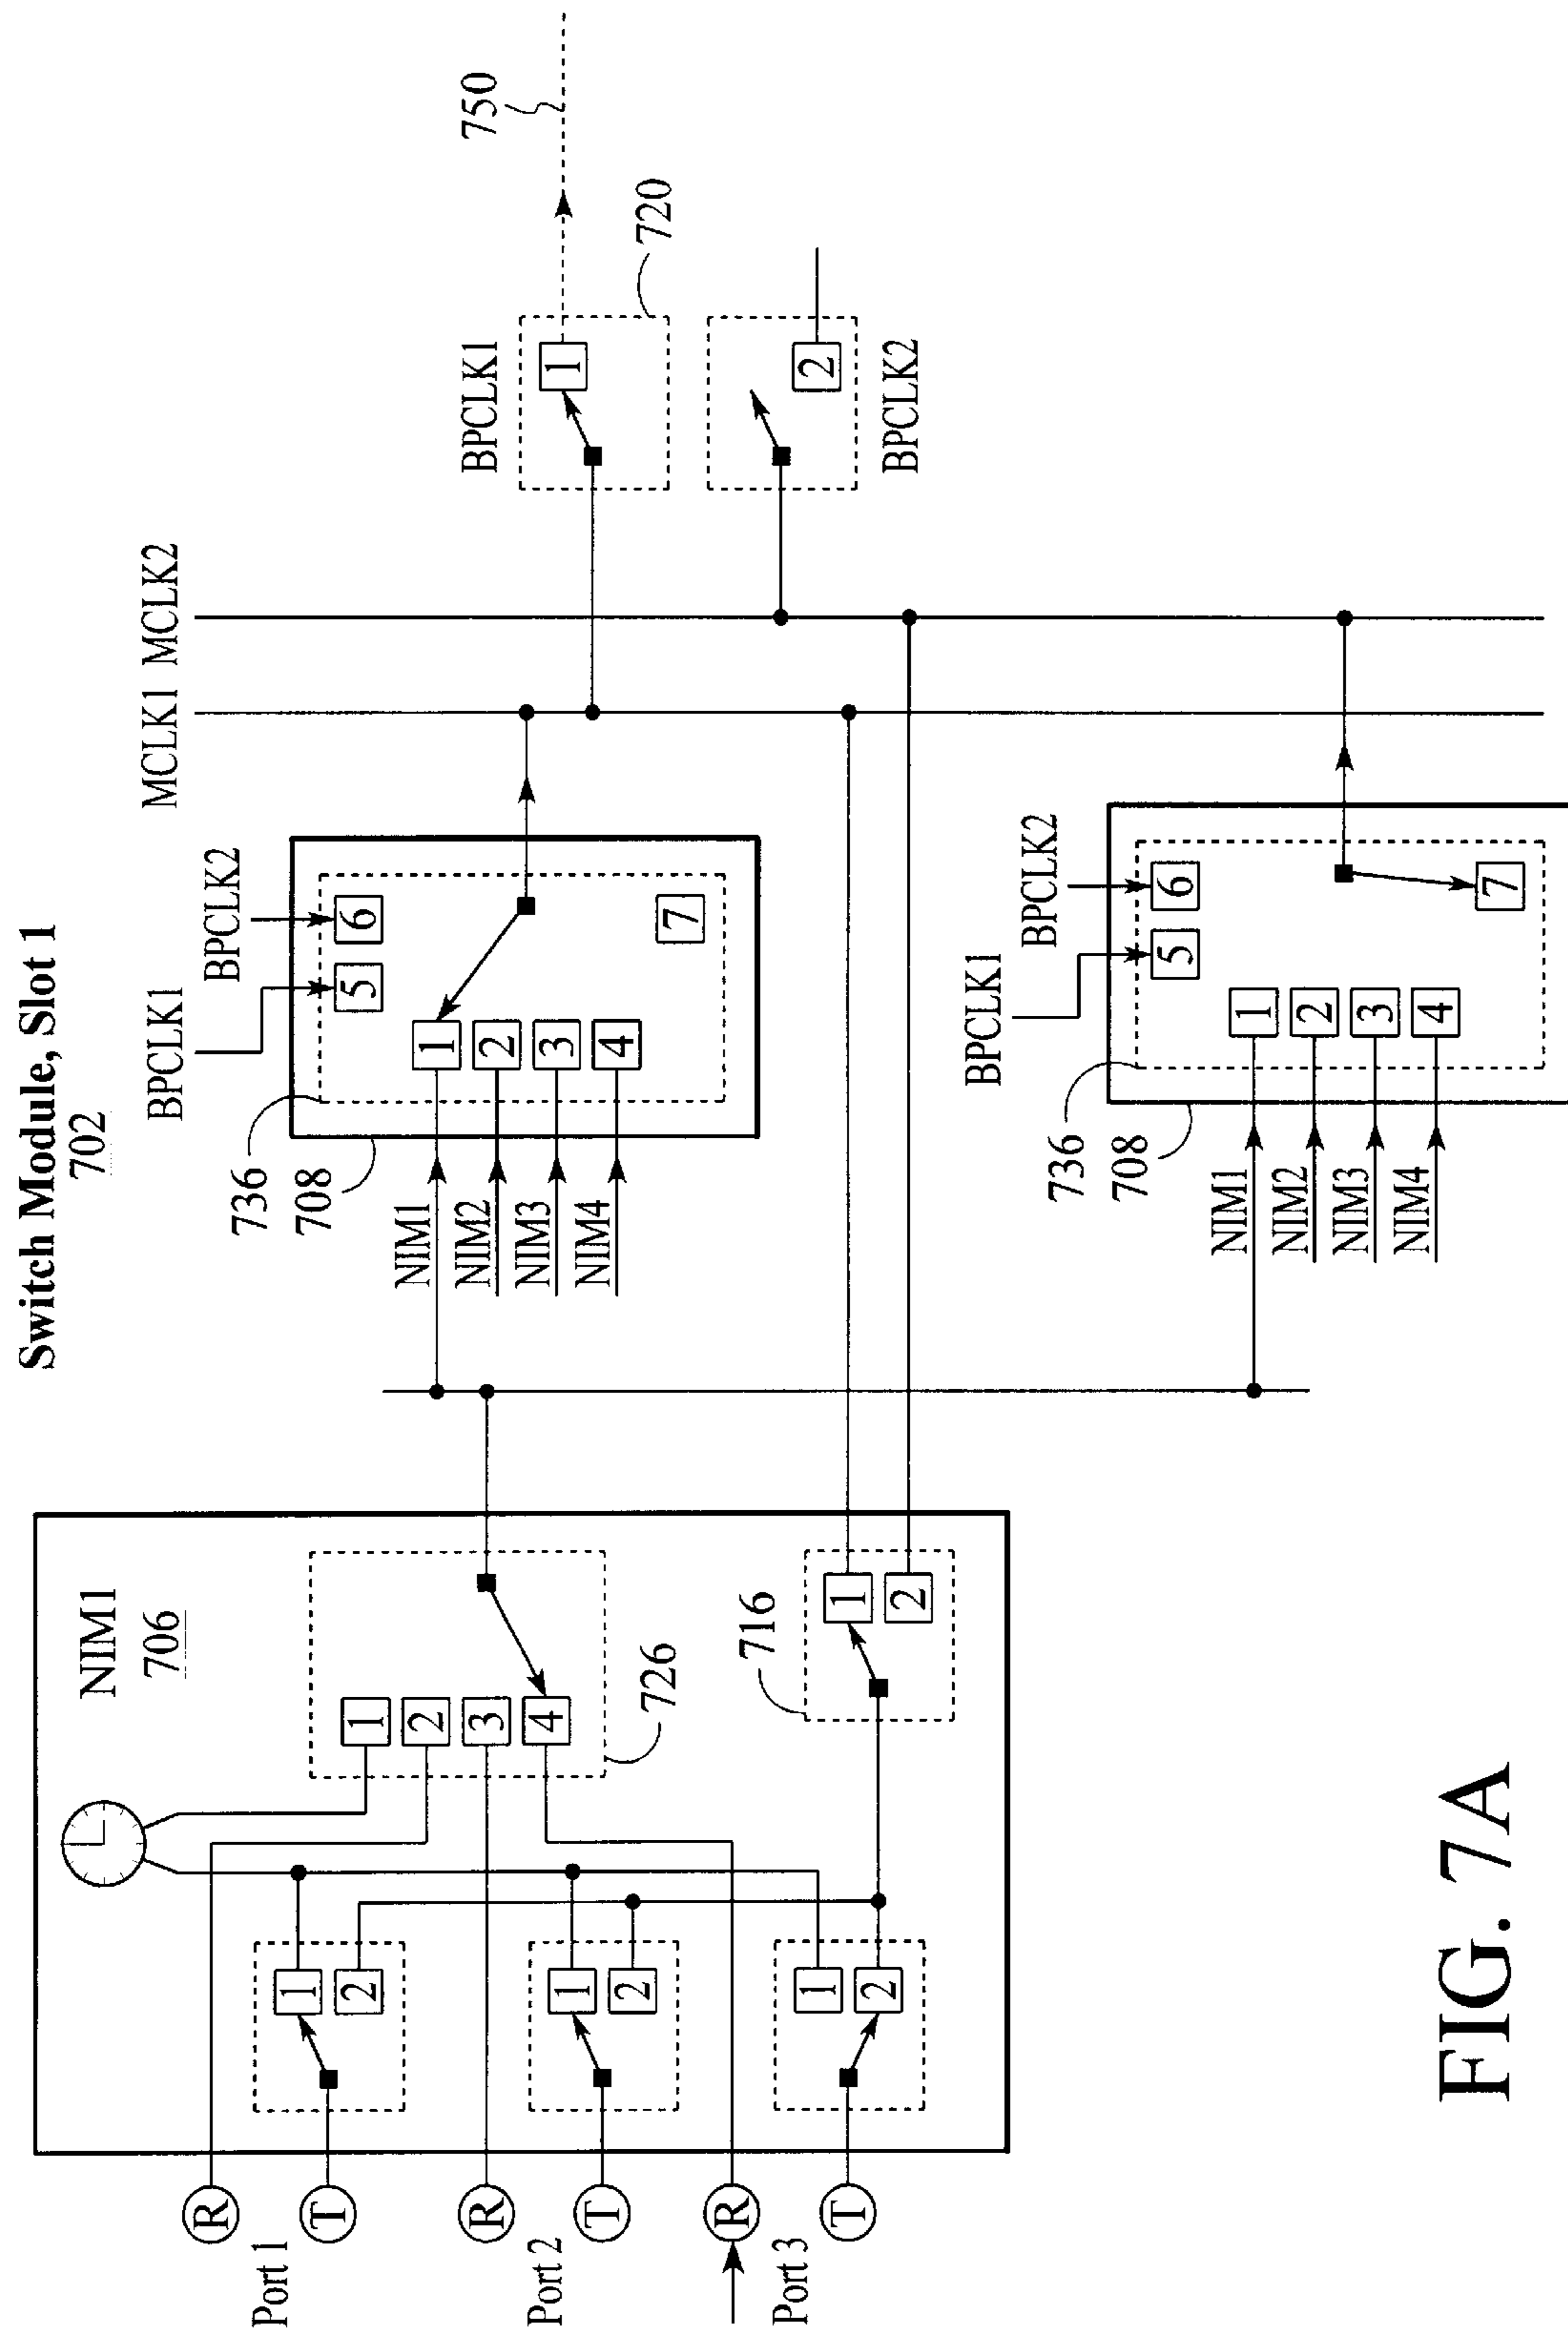 Switch Module, Slot 1
702
NIM1
706
1
2
3
4
726
716
1
2
R
Port 1
T
1
2
R
Port 2
T
1
2
R
Port 3
T
1
2
BPCLK1
BPCLK2
736
708
NIM1
NIM2
NIM3
NIM4
1
2
3
4
5
6
7
MCLK1
MCLK2
BPCLK1
1
720
750
2
BPCLK2
BPCLK1
BPCLK2
736
708
NIM1
NIM2
NIM3
NIM4
1
2
3
4
5
6
7
FIG. 7A